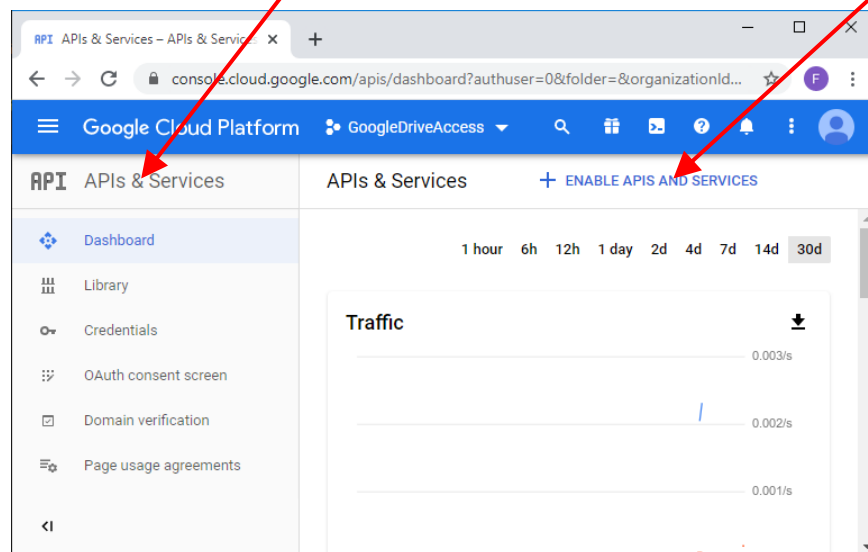 API APIs & Services – APIs & Services
console.cloud.google.com/apis/dashboard?authuser=0&folder=&organizationId... F
Google Cloud Platform GoogleDriveAccess
API APIs & Services APIs & Services + ENABLE APIS AND SERVICES
Dashboard
1 hour 6h 12h 1 day 2d 4d 7d 14d 30d
Library
Traffic
Credentials
0.003/s
OAuth consent screen
Domain verification
0.002/s
Page usage agreements
0.001/s